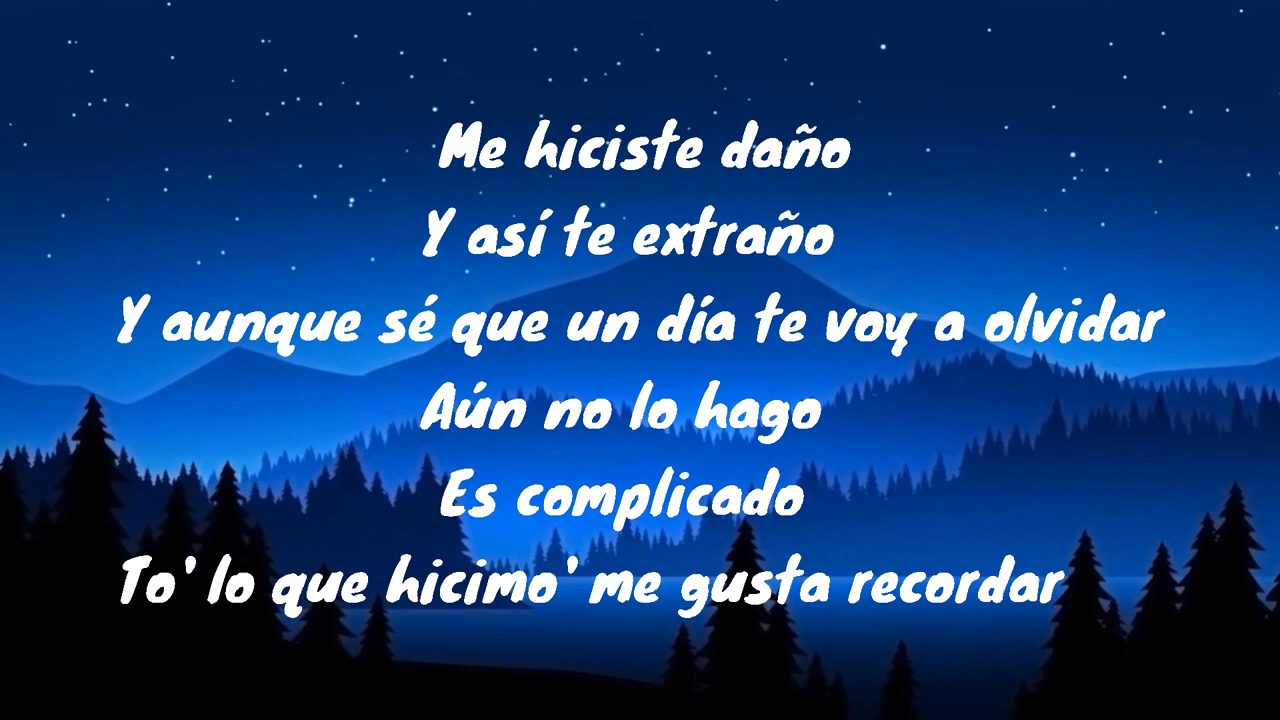 Me hiciste daño
Y así te extraño
Y aunque sé que un día te voy a olvidar
Aún no lo hago
Es complicado
To' lo que hicimo' me gusta recordar